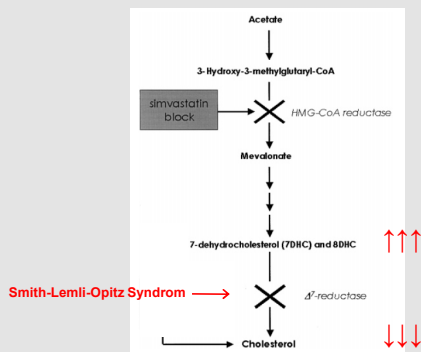 Acetate
3-Hydroxy-3-methylglutaryl-CoA
simvastatin
block
HMG-CoA reductase
Mevalonate
7-dehydrocholesterol (7DHC) and 8DHC
↑↑↑
Smith-Lemli-Opitz Syndrom
Δ⁷-reductase
Cholesterol
↓↓↓